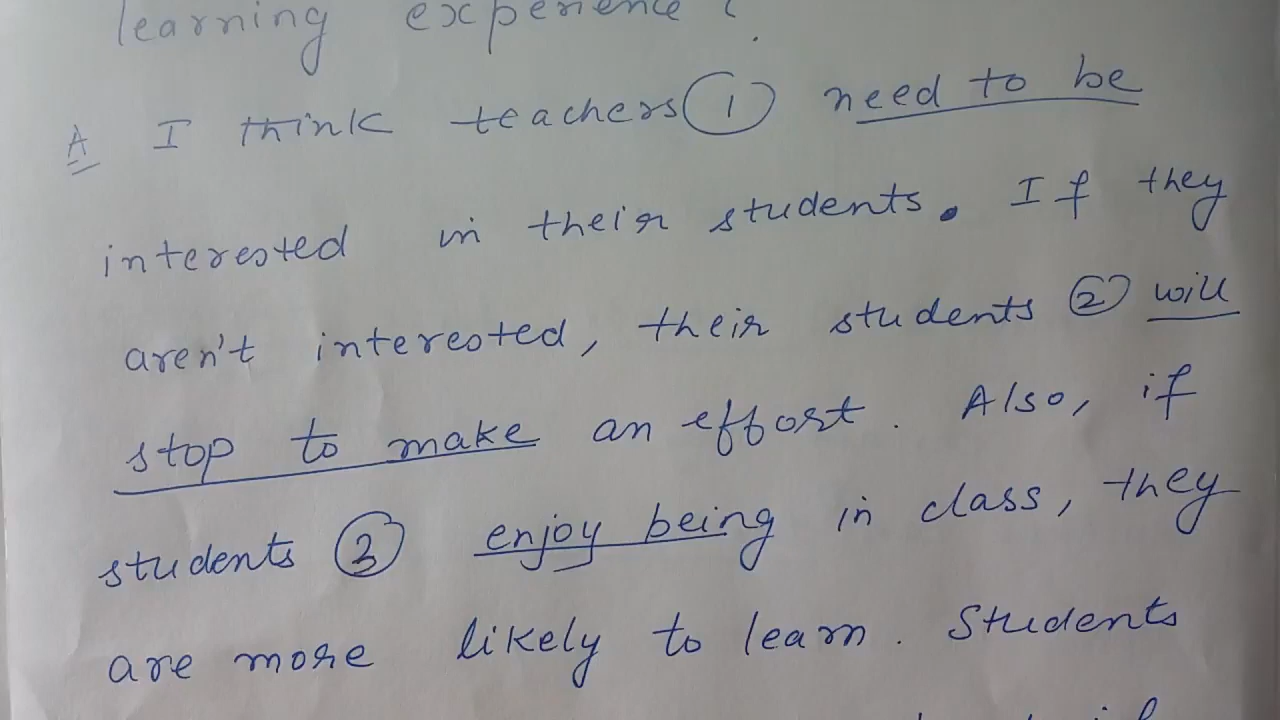 learning experience?
A I think teachers ① need to be
interested in their students. If they
aren't interested, their students ② will
stop to make an effort. Also, if
students ③ enjoy being in class, they
are more likely to learn. Students